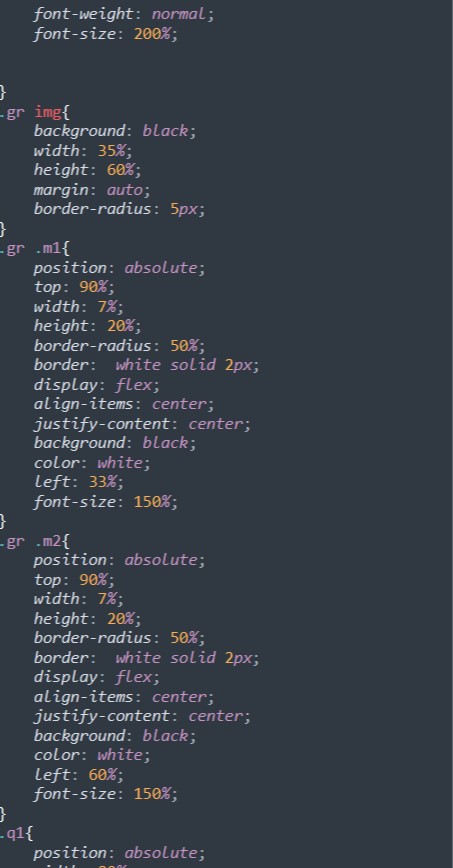 font-weight: normal;
font-size: 200%;
}
.gr img{
background: black;
width: 35%;
height: 60%;
margin: auto;
border-radius: 5px;
}
.gr .m1{
position: absolute;
top: 90%;
width: 7%;
height: 20%;
border-radius: 50%;
border:  white solid 2px;
display: flex;
align-items: center;
justify-content: center;
background: black;
color: white;
left: 33%;
font-size: 150%;
}
.gr .m2{
position: absolute;
top: 90%;
width: 7%;
height: 20%;
border-radius: 50%;
border:  white solid 2px;
display: flex;
align-items: center;
justify-content: center;
background: black;
color: white;
left: 60%;
font-size: 150%;
}
.q1{
position: absolute;